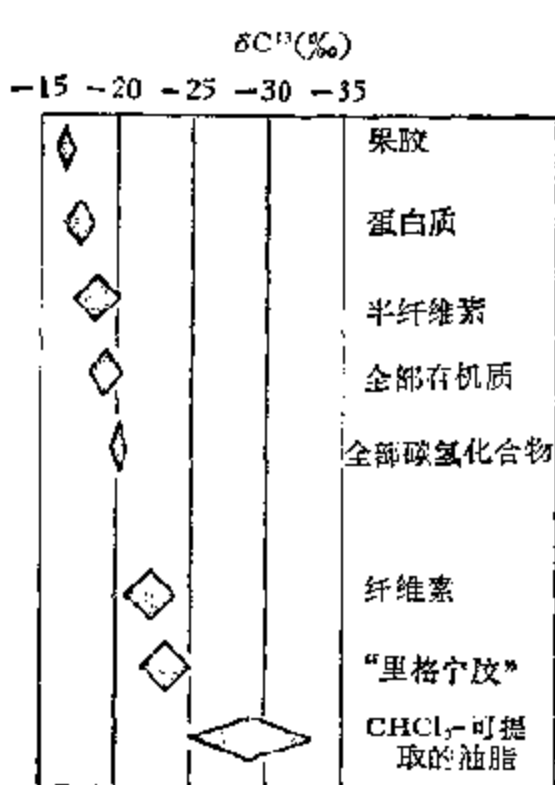 δC¹³(‰)
-15 -20 -25 -30 -35
果胶
蛋白质
半纤维素
全部有机质
全部碳氢化合物
纤维素
“里格宁胶”
CHCl₃-可提
取的油脂